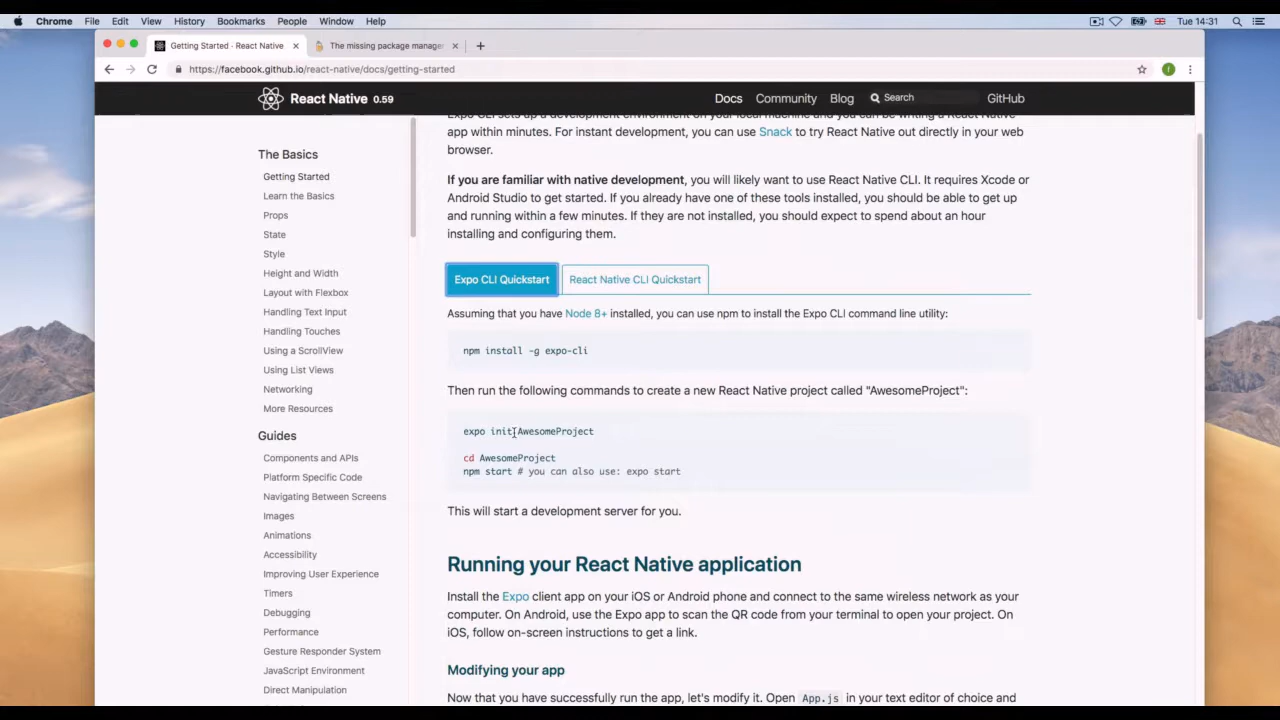 Chrome File Edit View History Bookmarks People Window Help Tue 14:31
Getting Started · React Native The missing package manage
https://facebook.github.io/react-native/docs/getting-started
React Native 0.59 Docs Community Blog Search GitHub
The Basics
Getting Started
Learn the Basics
Props
State
Style
Height and Width
Layout with Flexbox
Handling Text Input
Handling Touches
Using a ScrollView
Using List Views
Networking
More Resources
Guides
Components and APIs
Platform Specific Code
Navigating Between Screens
Images
Animations
Accessibility
Improving User Experience
Timers
Debugging
Performance
Gesture Responder System
JavaScript Environment
Direct Manipulation
Expo CLI sets up a development environment on your local machine and you can be writing a React Native
app within minutes. For instant development, you can use Snack to try React Native out directly in your web
browser.
If you are familiar with native development, you will likely want to use React Native CLI. It requires Xcode or
Android Studio to get started. If you already have one of these tools installed, you should be able to get up
and running within a few minutes. If they are not installed, you should expect to spend about an hour
installing and configuring them.
Expo CLI Quickstart React Native CLI Quickstart
Assuming that you have Node 8+ installed, you can use npm to install the Expo CLI command line utility:
npm install -g expo-cli
Then run the following commands to create a new React Native project called "AwesomeProject":
expo init AwesomeProject
cd AwesomeProject
npm start # you can also use: expo start
This will start a development server for you.
Running your React Native application
Install the Expo client app on your iOS or Android phone and connect to the same wireless network as your
computer. On Android, use the Expo app to scan the QR code from your terminal to open your project. On
iOS, follow on-screen instructions to get a link.
Modifying your app
Now that you have successfully run the app, let's modify it. Open App.js in your text editor of choice and